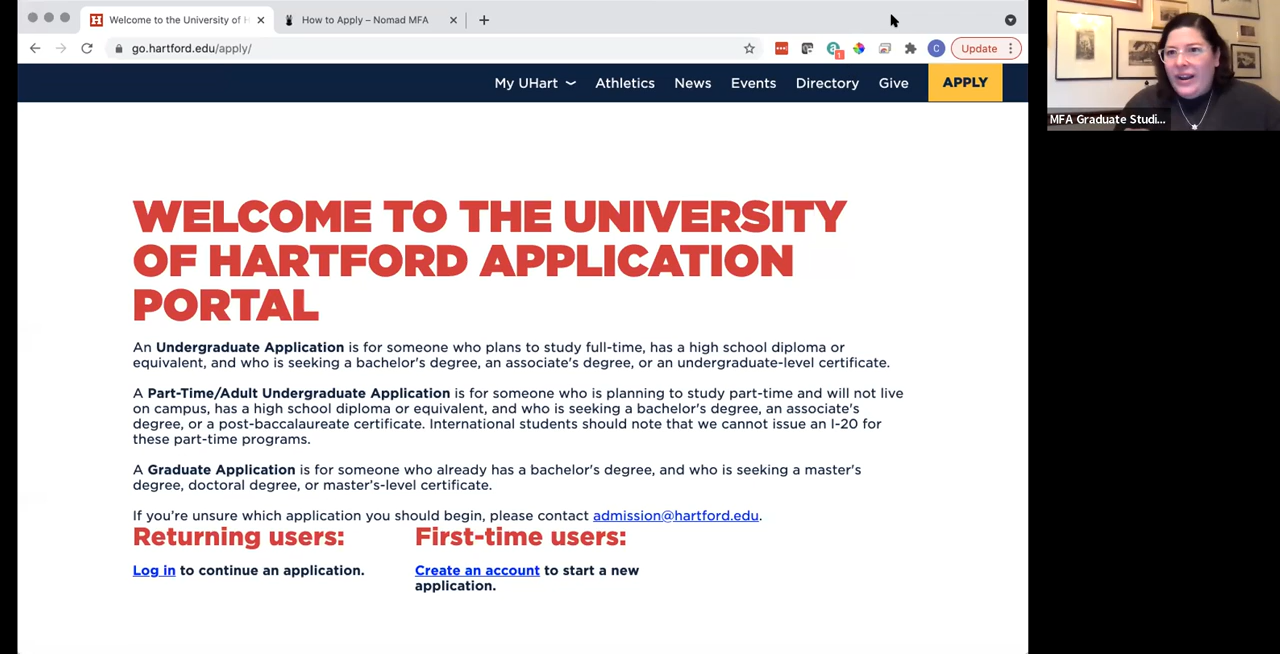 Welcome to the University of H
How to Apply – Nomad MFA
go.hartford.edu/apply/
1
C
Update
My UHart
Athletics
News
Events
Directory
Give
APPLY
MFA Graduate Studi...
WELCOME TO THE UNIVERSITY
OF HARTFORD APPLICATION
PORTAL
An Undergraduate Application is for someone who plans to study full-time, has a high school diploma or
equivalent, and who is seeking a bachelor's degree, an associate's degree, or an undergraduate-level certificate.
A Part-Time/Adult Undergraduate Application is for someone who is planning to study part-time and will not live
on campus, has a high school diploma or equivalent, and who is seeking a bachelor's degree, an associate's
degree, or a post-baccalaureate certificate. International students should note that we cannot issue an I-20 for
these part-time programs.
A Graduate Application is for someone who already has a bachelor's degree, and who is seeking a master's
degree, doctoral degree, or master's-level certificate.
If you're unsure which application you should begin, please contact admission@hartford.edu.
Returning users:
Log in to continue an application.
First-time users:
Create an account to start a new
application.